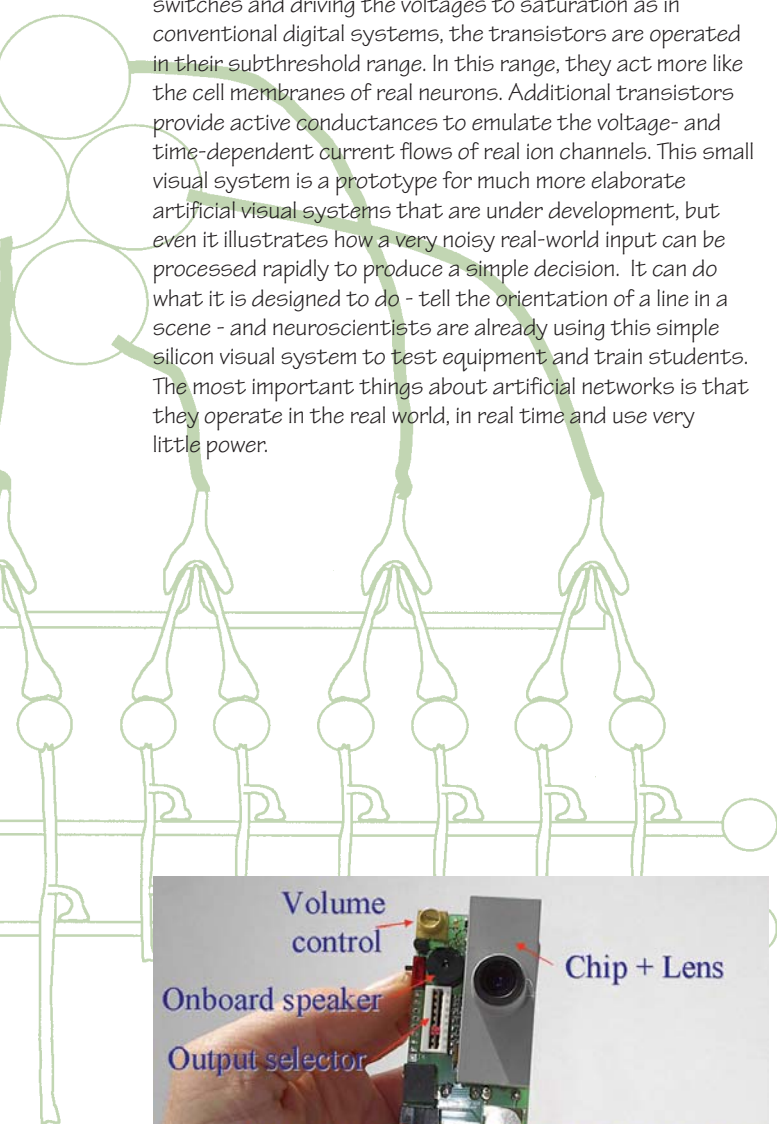 switches and driving the voltages to saturation as in
conventional digital systems, the transistors are operated
in their subthreshold range. In this range, they act more like
the cell membranes of real neurons. Additional transistors
provide active conductances to emulate the voltage- and
time-dependent current flows of real ion channels. This small
visual system is a prototype for much more elaborate
artificial visual systems that are under development, but
even it illustrates how a very noisy real-world input can be
processed rapidly to produce a simple decision. It can do
what it is designed to do - tell the orientation of a line in a
scene - and neuroscientists are already using this simple
silicon visual system to test equipment and train students.
The most important things about artificial networks is that
they operate in the real world, in real time and use very
little power.
Volume
control
Chip + Lens
Onboard speaker
Output selector